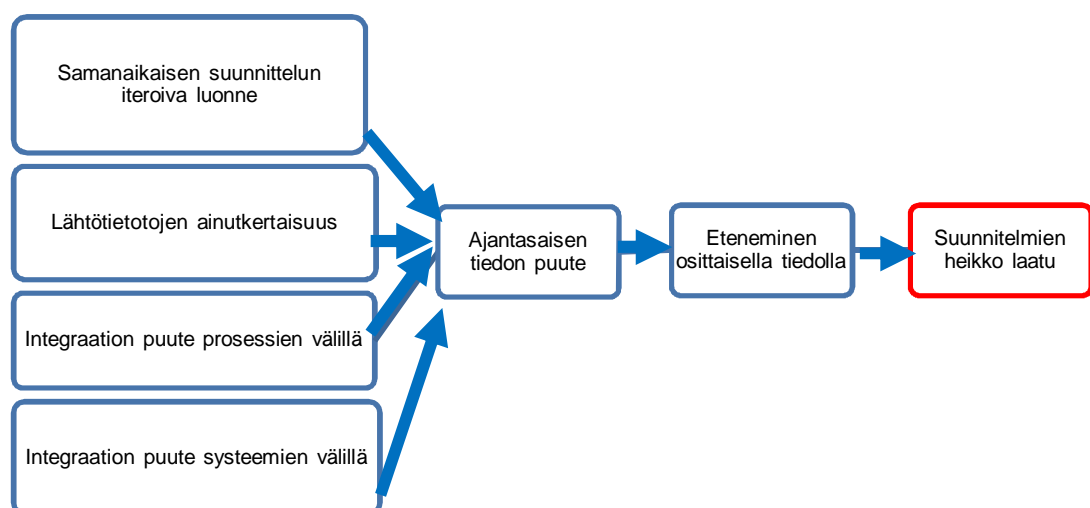 Samanaikaisen suunnittelun
iteroiva luonne
Lähtötietotojen ainutkertaisuus
Integraation puute prosessien välillä
Integraation puute systeemien välillä
Ajantasaisen
tiedon puute
Eteneminen
osittaisella tiedolla
Suunnitelmien
heikko laatu